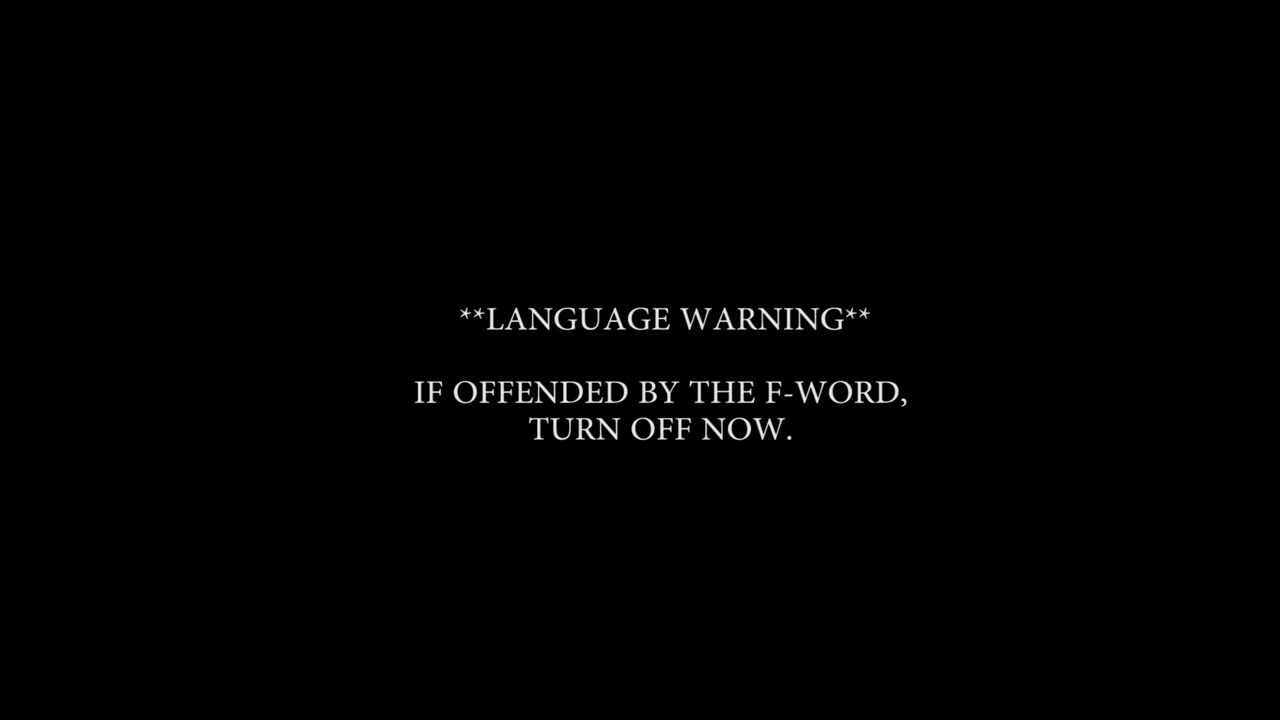 **LANGUAGE WARNING**
IF OFFENDED BY THE F-WORD,
TURN OFF NOW.